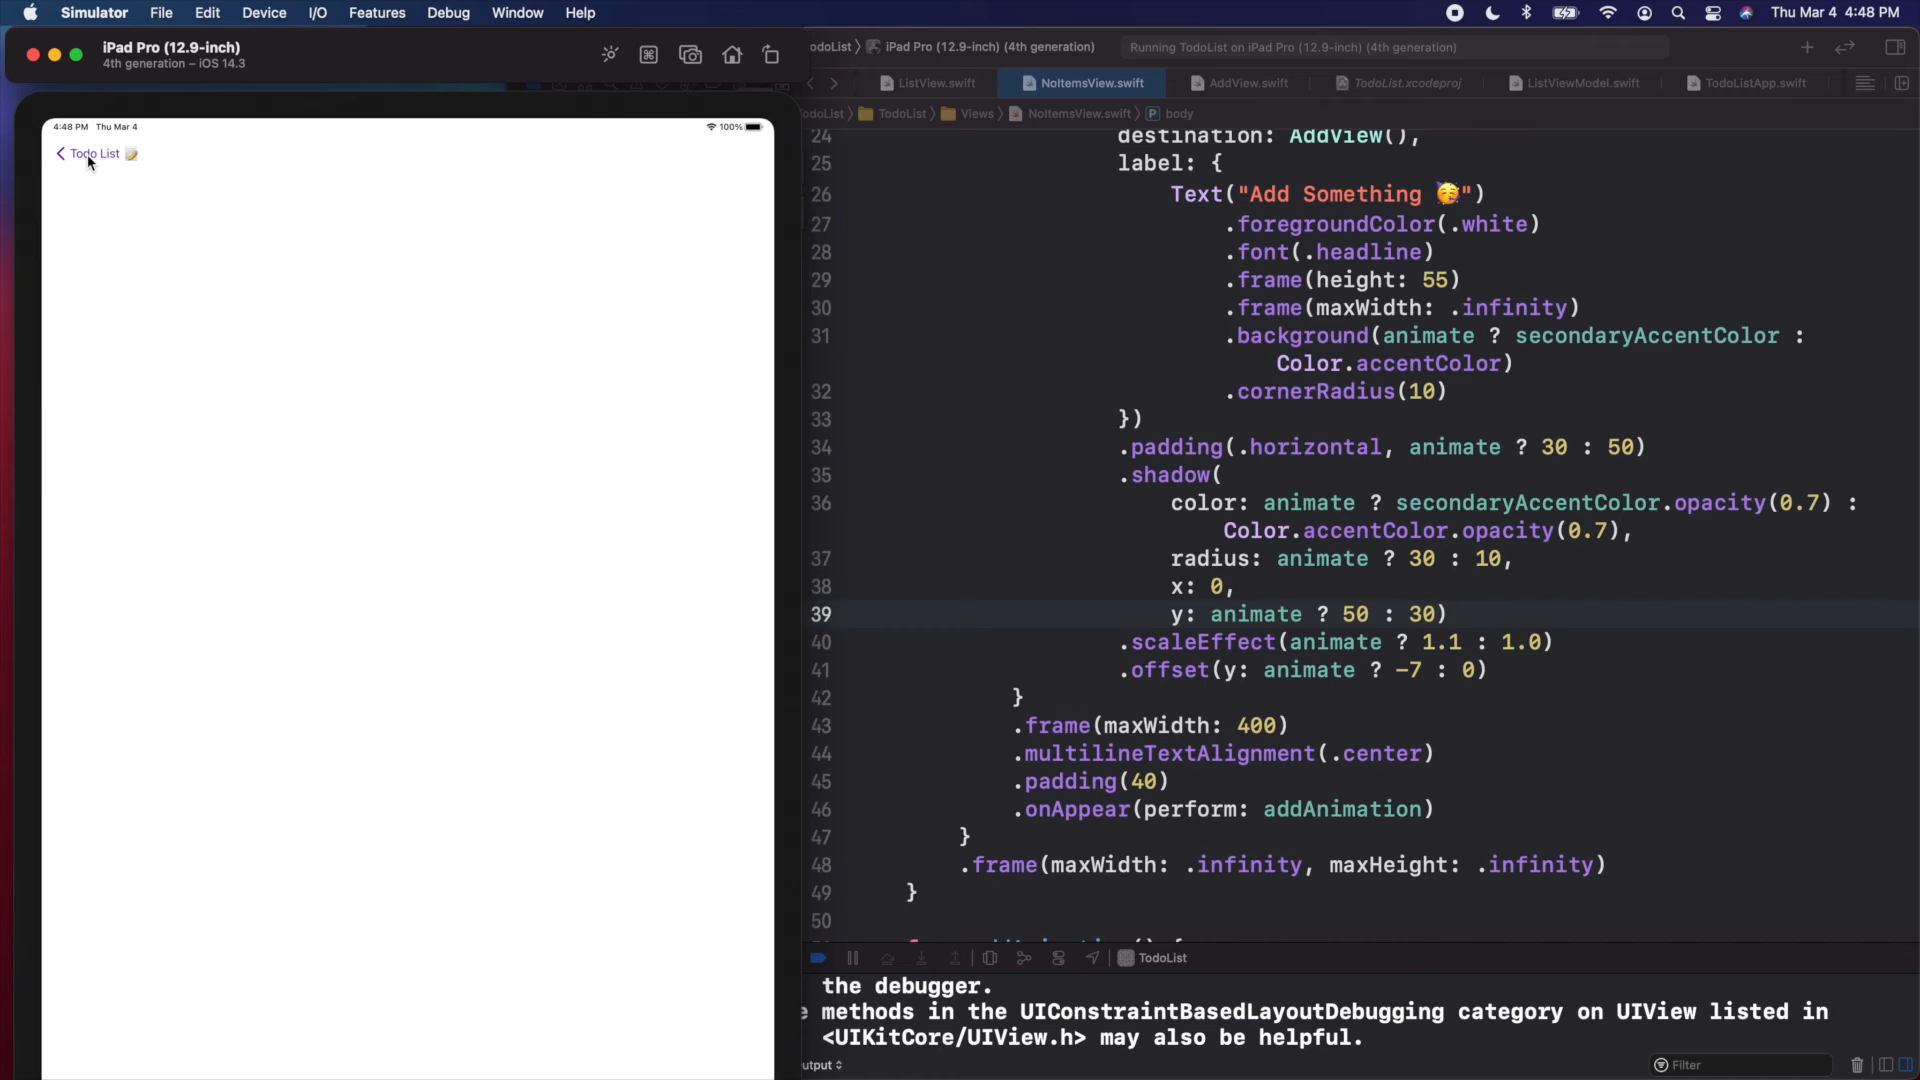 Simulator File Edit Device I/O Features Debug Window Help
Thu Mar 4 4:48 PM
iPad Pro (12.9-inch)
4th generation – iOS 14.3
4:48 PM Thu Mar 4
100%
Todo List 📝
odoList 〉 iPad Pro (12.9-inch) (4th generation)
Running TodoList on iPad Pro (12.9-inch) (4th generation)
ListView.swift NoItemsView.swift AddView.swift TodoList.xcodeproj ListViewModel.swift TodoListApp.swift
odoList 〉 TodoList 〉 Views 〉 NoItemsView.swift 〉 P body
24 destination: AddView(),
25 label: {
26 Text("Add Something 🥳")
27 .foregroundColor(.white)
28 .font(.headline)
29 .frame(height: 55)
30 .frame(maxWidth: .infinity)
31 .background(animate ? secondaryAccentColor :
Color.accentColor)
32 .cornerRadius(10)
33 })
34 .padding(.horizontal, animate ? 30 : 50)
35 .shadow(
36 color: animate ? secondaryAccentColor.opacity(0.7) :
Color.accentColor.opacity(0.7),
37 radius: animate ? 30 : 10,
38 x: 0,
39 y: animate ? 50 : 30)
40 .scaleEffect(animate ? 1.1 : 1.0)
41 .offset(y: animate ? -7 : 0)
42 }
43 .frame(maxWidth: 400)
44 .multilineTextAlignment(.center)
45 .padding(40)
46 .onAppear(perform: addAnimation)
47 }
48 .frame(maxWidth: .infinity, maxHeight: .infinity)
49 }
50
TodoList
the debugger.
e methods in the UIConstraintBasedLayoutDebugging category on UIView listed in
<UIKitCore/UIView.h> may also be helpful.
utput
Filter